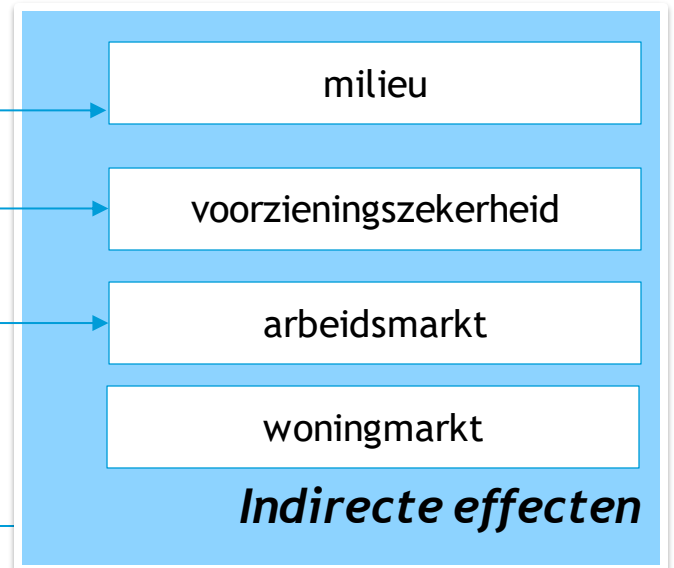 milieu
voorzieningszekerheid
arbeidsmarkt
woningmarkt
Indirecte effecten